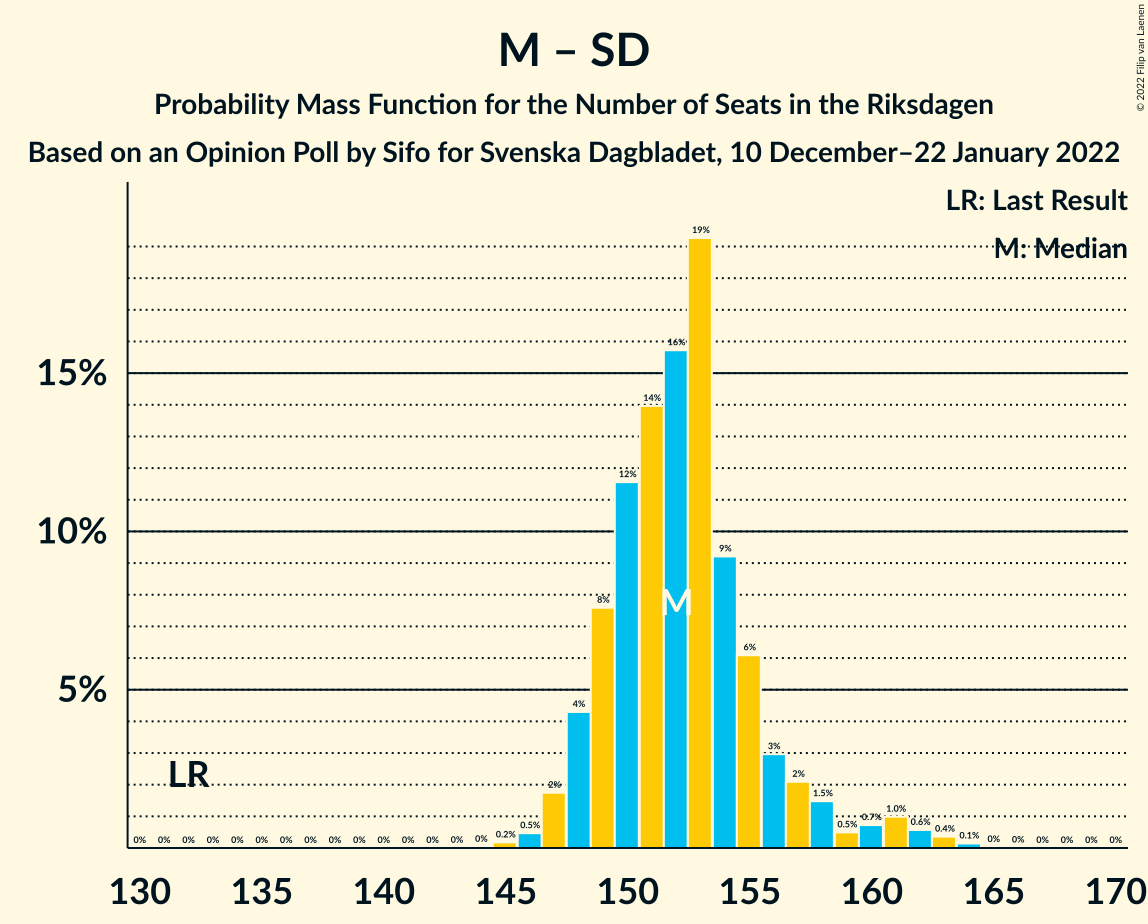 © 2022 Filip van Laenen
M – SD
Probability Mass Function for the Number of Seats in the Riksdagen
Based on an Opinion Poll by Sifo for Svenska Dagbladet, 10 December–22 January 2022
LR: Last Result
M: Median
19%
16%
15%
14%
12%
10%
9%
8%
M
6%
5%
4%
3%
LR
2% 2%
1.5%
1.0%
0.5% 0.5% 0.7% 0.6%
0.4%
0% 0% 0% 0% 0% 0% 0% 0% 0% 0% 0% 0% 0% 0% 0% 0.2% 0.1% 0% 0% 0% 0% 0% 0%
130 135 140 145 150 155 160 165 170